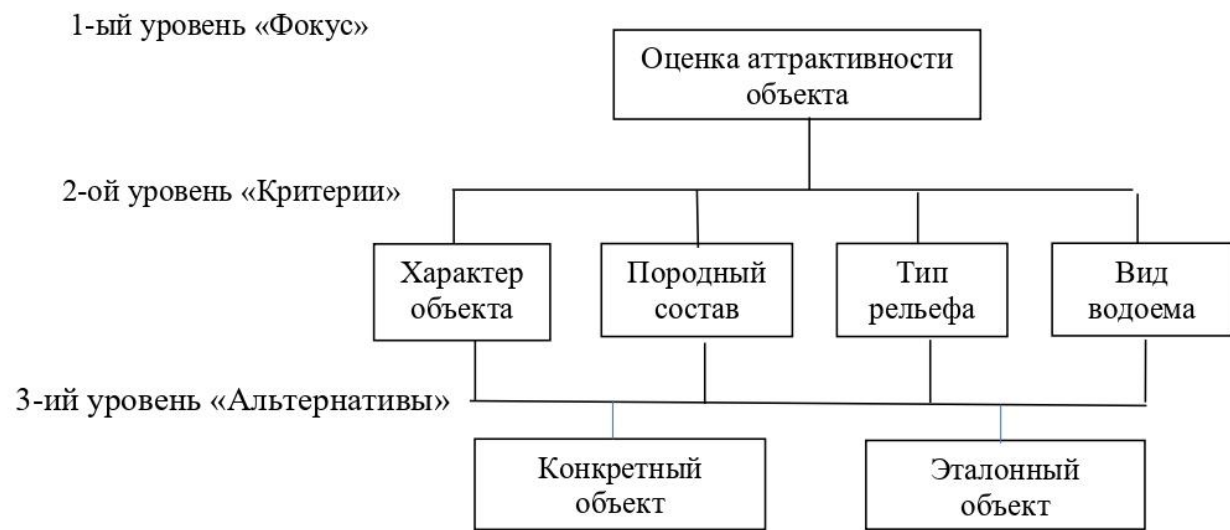 1-ый уровень «Фокус»
Оценка аттрактивности
объекта
2-ой уровень «Критерии»
Характер
объекта
Породный
состав
Тип
рельефа
Вид
водоема
3-ий уровень «Альтернативы»
Конкретный
объект
Эталонный
объект